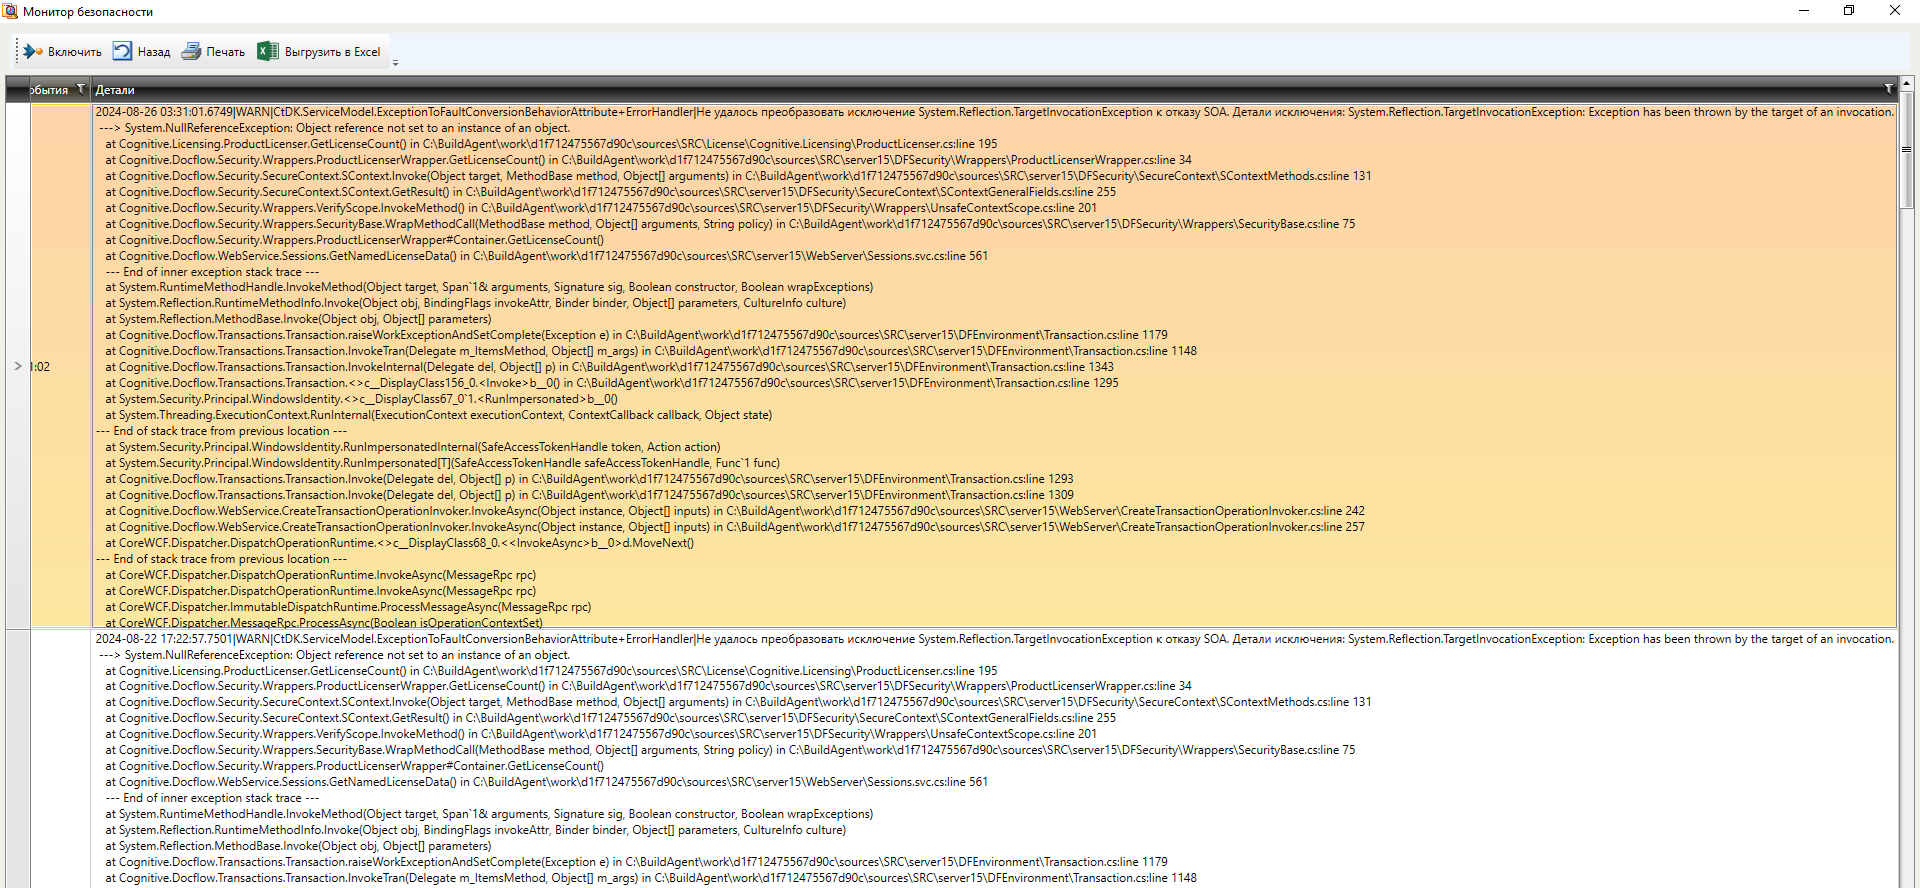 Монитор безопасности
Включить Назад Печать Выгрузить в Excel
обытия Детали
2024-08-26 03:31:01.6749|WARN|CtDK.ServiceModel.ExceptionToFaultConversionBehaviorAttribute+ErrorHandler|Не удалось преобразовать исключение System.Reflection.TargetInvocationException к отказу SOA. Детали исключения: System.Reflection.TargetInvocationException: Exception has been thrown by the target of an invocation.
---> System.NullReferenceException: Object reference not set to an instance of an object.
at Cognitive.Licensing.ProductLicenser.GetLicenseCount() in C:\BuildAgent\work\d1f712475567d90c\sources\SRC\License\Cognitive.Licensing\ProductLicenser.cs:line 195
at Cognitive.Docflow.Security.Wrappers.ProductLicenserWrapper.GetLicenseCount() in C:\BuildAgent\work\d1f712475567d90c\sources\SRC\server15\DFSecurity\Wrappers\ProductLicenserWrapper.cs:line 34
at Cognitive.Docflow.Security.SecureContext.SContext.Invoke(Object target, MethodBase method, Object[] arguments) in C:\BuildAgent\work\d1f712475567d90c\sources\SRC\server15\DFSecurity\SecureContext\SContextMethods.cs:line 131
at Cognitive.Docflow.Security.SecureContext.SContext.GetResult() in C:\BuildAgent\work\d1f712475567d90c\sources\SRC\server15\DFSecurity\SecureContext\SContextGeneralFields.cs:line 255
at Cognitive.Docflow.Security.Wrappers.VerifyScope.InvokeMethod() in C:\BuildAgent\work\d1f712475567d90c\sources\SRC\server15\DFSecurity\Wrappers\UnsafeContextScope.cs:line 201
at Cognitive.Docflow.Security.Wrappers.SecurityBase.WrapMethodCall(MethodBase method, Object[] arguments, String policy) in C:\BuildAgent\work\d1f712475567d90c\sources\SRC\server15\DFSecurity\Wrappers\SecurityBase.cs:line 75
at Cognitive.Docflow.Security.Wrappers.ProductLicenserWrapper#Container.GetLicenseCount()
at Cognitive.Docflow.WebService.Sessions.GetNamedLicenseData() in C:\BuildAgent\work\d1f712475567d90c\sources\SRC\server15\WebServer\Sessions.svc.cs:line 561
--- End of inner exception stack trace ---
at System.RuntimeMethodHandle.InvokeMethod(Object target, Span`1& arguments, Signature sig, Boolean constructor, Boolean wrapExceptions)
at System.Reflection.RuntimeMethodInfo.Invoke(Object obj, BindingFlags invokeAttr, Binder binder, Object[] parameters, CultureInfo culture)
at System.Reflection.MethodBase.Invoke(Object obj, Object[] parameters)
at Cognitive.Docflow.Transactions.Transaction.raiseWorkExceptionAndSetComplete(Exception e) in C:\BuildAgent\work\d1f712475567d90c\sources\SRC\server15\DFEnvironment\Transaction.cs:line 1179
at Cognitive.Docflow.Transactions.Transaction.InvokeTran(Delegate m_ItemsMethod, Object[] m_args) in C:\BuildAgent\work\d1f712475567d90c\sources\SRC\server15\DFEnvironment\Transaction.cs:line 1148
1:02 at Cognitive.Docflow.Transactions.Transaction.InvokeInternal(Delegate del, Object[] p) in C:\BuildAgent\work\d1f712475567d90c\sources\SRC\server15\DFEnvironment\Transaction.cs:line 1343
at Cognitive.Docflow.Transactions.Transaction.<>c__DisplayClass156_0.<Invoke>b__0() in C:\BuildAgent\work\d1f712475567d90c\sources\SRC\server15\DFEnvironment\Transaction.cs:line 1295
at System.Security.Principal.WindowsIdentity.<>c__DisplayClass67_0`1.<RunImpersonated>b__0()
at System.Threading.ExecutionContext.RunInternal(ExecutionContext executionContext, ContextCallback callback, Object state)
--- End of stack trace from previous location ---
at System.Security.Principal.WindowsIdentity.RunImpersonatedInternal(SafeAccessTokenHandle token, Action action)
at System.Security.Principal.WindowsIdentity.RunImpersonated[T](SafeAccessTokenHandle safeAccessTokenHandle, Func`1 func)
at Cognitive.Docflow.Transactions.Transaction.Invoke(Delegate del, Object[] p) in C:\BuildAgent\work\d1f712475567d90c\sources\SRC\server15\DFEnvironment\Transaction.cs:line 1293
at Cognitive.Docflow.Transactions.Transaction.Invoke(Delegate del, Object[] p) in C:\BuildAgent\work\d1f712475567d90c\sources\SRC\server15\DFEnvironment\Transaction.cs:line 1309
at Cognitive.Docflow.WebService.CreateTransactionOperationInvoker.InvokeAsync(Object instance, Object[] inputs) in C:\BuildAgent\work\d1f712475567d90c\sources\SRC\server15\WebServer\CreateTransactionOperationInvoker.cs:line 242
at Cognitive.Docflow.WebService.CreateTransactionOperationInvoker.InvokeAsync(Object instance, Object[] inputs) in C:\BuildAgent\work\d1f712475567d90c\sources\SRC\server15\WebServer\CreateTransactionOperationInvoker.cs:line 257
at CoreWCF.Dispatcher.DispatchOperationRuntime.<>c__DisplayClass68_0.<<InvokeAsync>b__0>d.MoveNext()
--- End of stack trace from previous location ---
at CoreWCF.Dispatcher.DispatchOperationRuntime.InvokeAsync(MessageRpc rpc)
at CoreWCF.Dispatcher.DispatchOperationRuntime.InvokeAsync(MessageRpc rpc)
at CoreWCF.Dispatcher.ImmutableDispatchRuntime.ProcessMessageAsync(MessageRpc rpc)
at CoreWCF.Dispatcher.MessageRpc.ProcessAsync(Boolean isOperationContextSet)
2024-08-22 17:22:57.7501|WARN|CtDK.ServiceModel.ExceptionToFaultConversionBehaviorAttribute+ErrorHandler|Не удалось преобразовать исключение System.Reflection.TargetInvocationException к отказу SOA. Детали исключения: System.Reflection.TargetInvocationException: Exception has been thrown by the target of an invocation.
---> System.NullReferenceException: Object reference not set to an instance of an object.
at Cognitive.Licensing.ProductLicenser.GetLicenseCount() in C:\BuildAgent\work\d1f712475567d90c\sources\SRC\License\Cognitive.Licensing\ProductLicenser.cs:line 195
at Cognitive.Docflow.Security.Wrappers.ProductLicenserWrapper.GetLicenseCount() in C:\BuildAgent\work\d1f712475567d90c\sources\SRC\server15\DFSecurity\Wrappers\ProductLicenserWrapper.cs:line 34
at Cognitive.Docflow.Security.SecureContext.SContext.Invoke(Object target, MethodBase method, Object[] arguments) in C:\BuildAgent\work\d1f712475567d90c\sources\SRC\server15\DFSecurity\SecureContext\SContextMethods.cs:line 131
at Cognitive.Docflow.Security.SecureContext.SContext.GetResult() in C:\BuildAgent\work\d1f712475567d90c\sources\SRC\server15\DFSecurity\SecureContext\SContextGeneralFields.cs:line 255
at Cognitive.Docflow.Security.Wrappers.VerifyScope.InvokeMethod() in C:\BuildAgent\work\d1f712475567d90c\sources\SRC\server15\DFSecurity\Wrappers\UnsafeContextScope.cs:line 201
at Cognitive.Docflow.Security.Wrappers.SecurityBase.WrapMethodCall(MethodBase method, Object[] arguments, String policy) in C:\BuildAgent\work\d1f712475567d90c\sources\SRC\server15\DFSecurity\Wrappers\SecurityBase.cs:line 75
at Cognitive.Docflow.Security.Wrappers.ProductLicenserWrapper#Container.GetLicenseCount()
at Cognitive.Docflow.WebService.Sessions.GetNamedLicenseData() in C:\BuildAgent\work\d1f712475567d90c\sources\SRC\server15\WebServer\Sessions.svc.cs:line 561
--- End of inner exception stack trace ---
at System.RuntimeMethodHandle.InvokeMethod(Object target, Span`1& arguments, Signature sig, Boolean constructor, Boolean wrapExceptions)
at System.Reflection.RuntimeMethodInfo.Invoke(Object obj, BindingFlags invokeAttr, Binder binder, Object[] parameters, CultureInfo culture)
at System.Reflection.MethodBase.Invoke(Object obj, Object[] parameters)
at Cognitive.Docflow.Transactions.Transaction.raiseWorkExceptionAndSetComplete(Exception e) in C:\BuildAgent\work\d1f712475567d90c\sources\SRC\server15\DFEnvironment\Transaction.cs:line 1179
at Cognitive.Docflow.Transactions.Transaction.InvokeTran(Delegate m_ItemsMethod, Object[] m_args) in C:\BuildAgent\work\d1f712475567d90c\sources\SRC\server15\DFEnvironment\Transaction.cs:line 1148